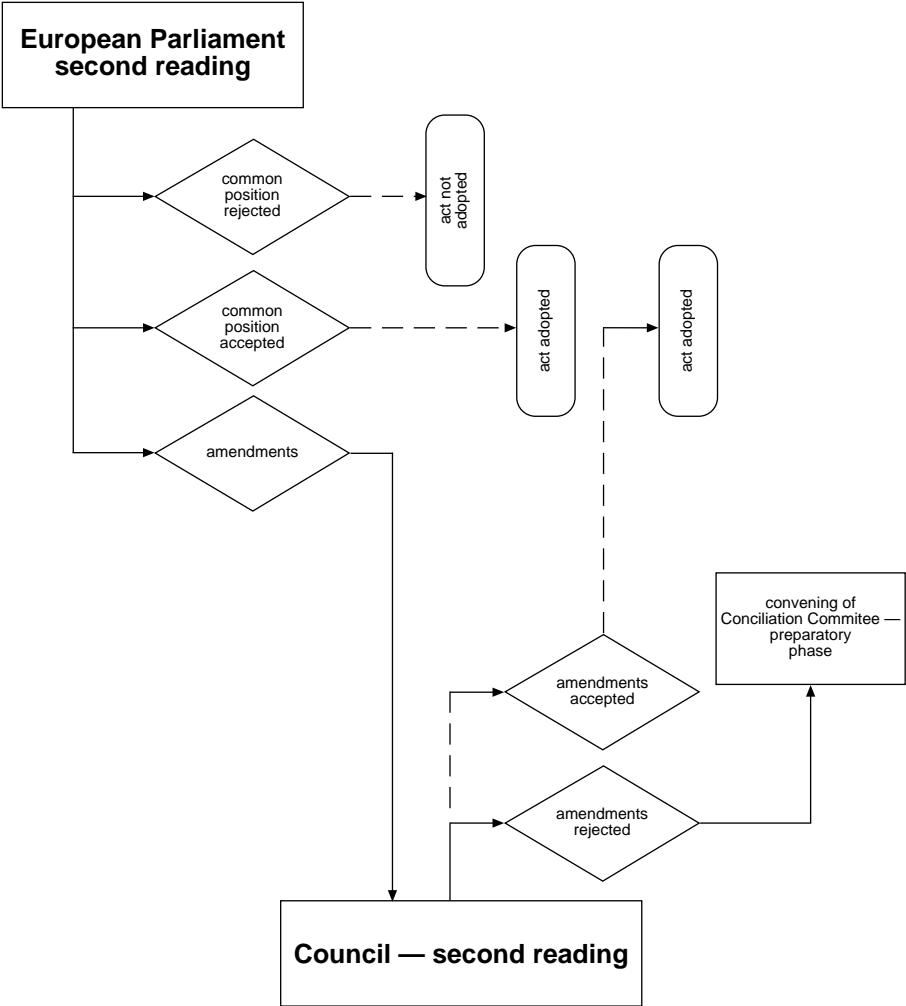 European Parliament
second reading
common
position
rejected
act not
adopted
common
position
accepted
act adopted
act adopted
amendments
convening of
Conciliation Commitee —
preparatory
phase
amendments
accepted
amendments
rejected
Council — second reading